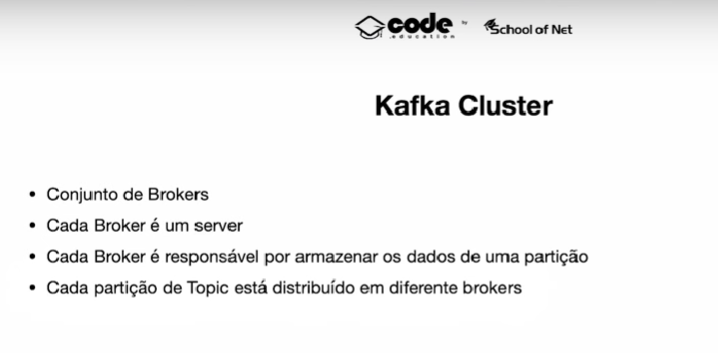 code
.education
by
School of Net
Kafka Cluster
• Conjunto de Brokers
• Cada Broker é um server
• Cada Broker é responsável por armazenar os dados de uma partição
• Cada partição de Topic está distribuído em diferente brokers